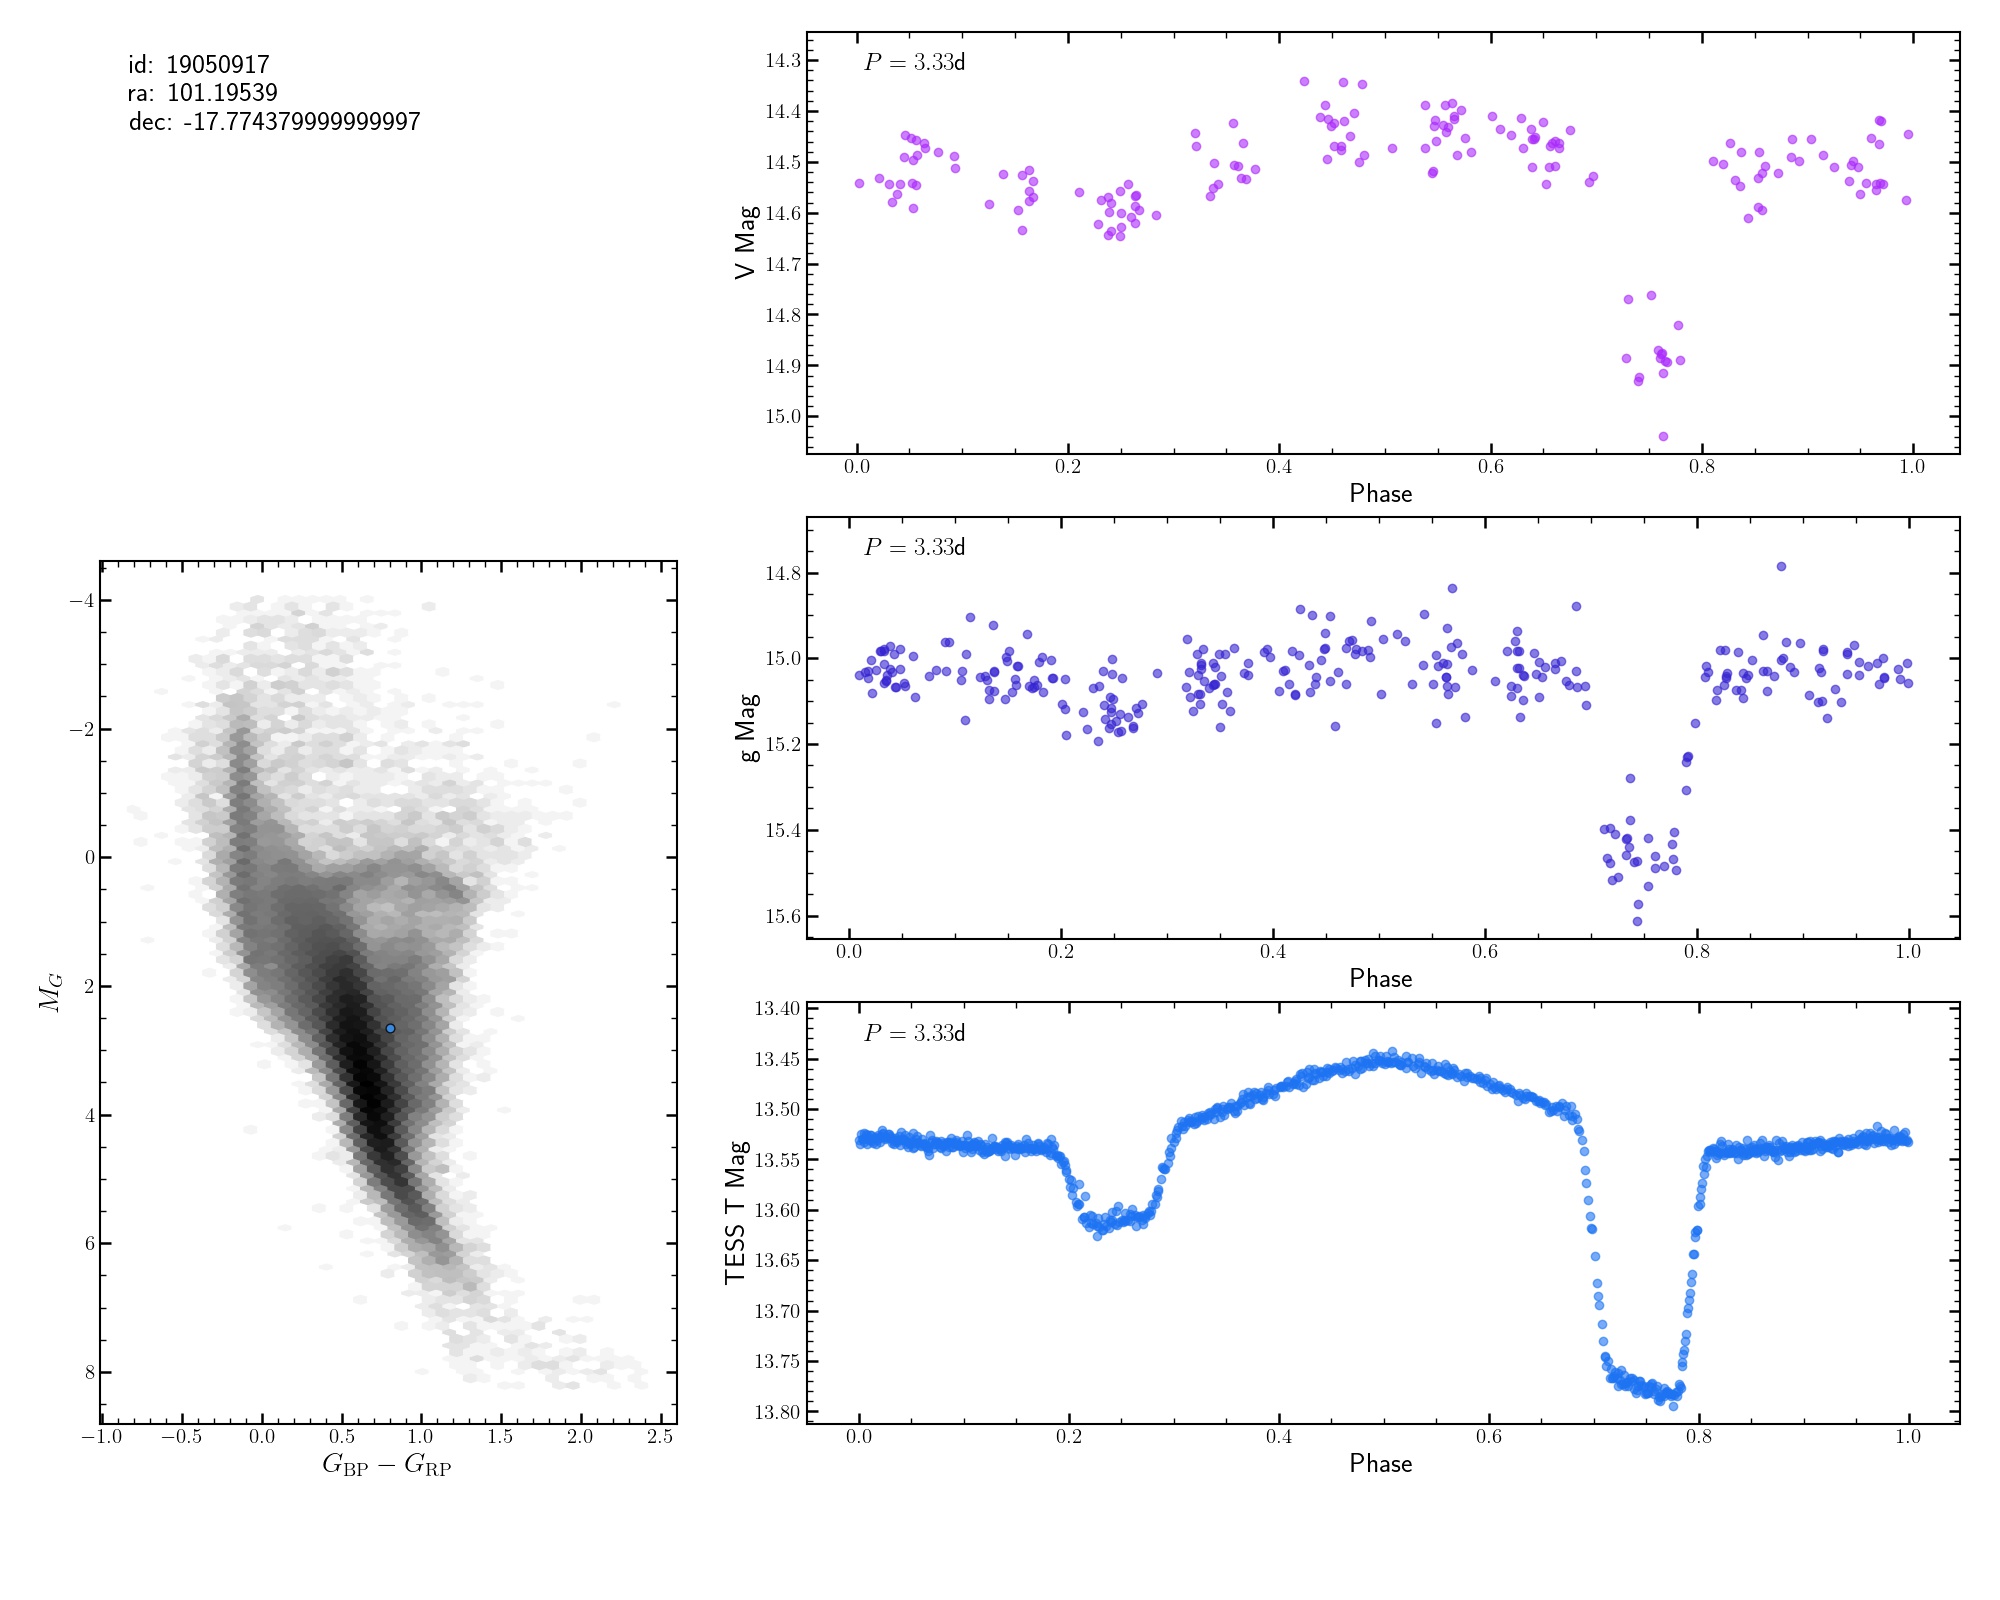 id: 19050917
ra: 101.19539
dec: -17.774379999999997
P = 3.33d
14.3
14.4
14.5
14.6
14.7
14.8
14.9
15.0
V Mag
0.0 0.2 0.4 0.6 0.8 1.0
Phase
P = 3.33d
14.8
15.0
15.2
15.4
15.6
g Mag
0.0 0.2 0.4 0.6 0.8 1.0
Phase
−4
−2
0
2
4
6
8
M_G
−1.0 −0.5 0.0 0.5 1.0 1.5 2.0 2.5
G_BP − G_RP
P = 3.33d
13.40
13.45
13.50
13.55
13.60
13.65
13.70
13.75
13.80
TESS T Mag
0.0 0.2 0.4 0.6 0.8 1.0
Phase